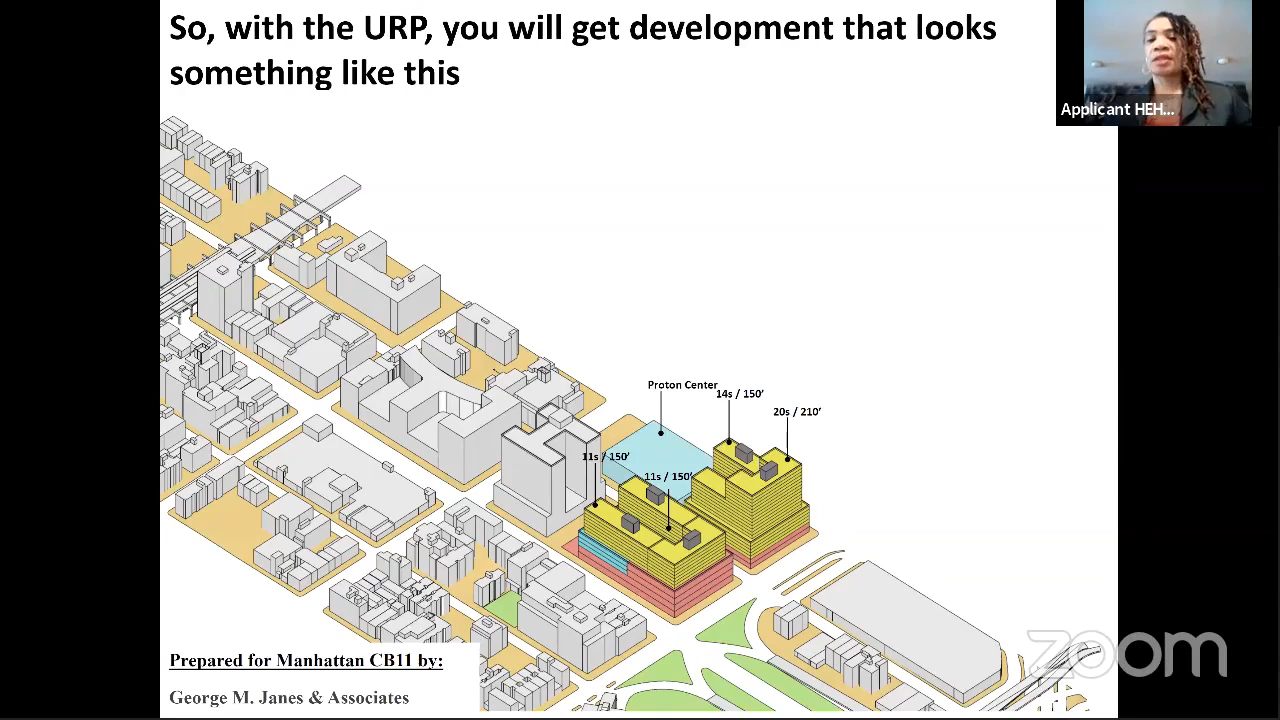 So, with the URP, you will get development that looks
something like this
Applicant HEH...
Proton Center
14s / 150'
20s / 210'
11s / 150'
11s / 150'
Prepared for Manhattan CB11 by:
George M. Janes & Associates
zoom